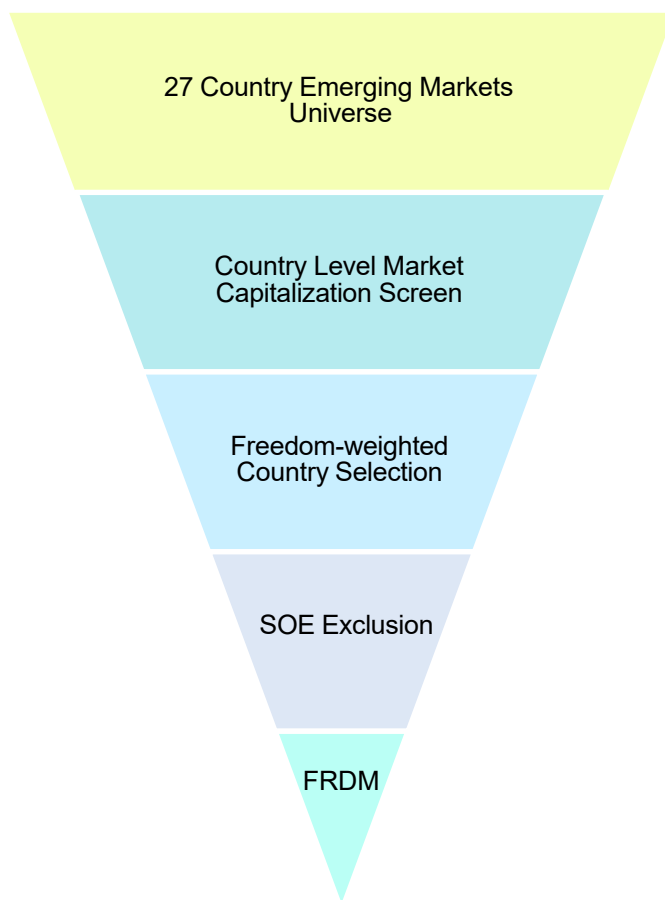 27 Country Emerging Markets
Universe
Country Level Market
Capitalization Screen
Freedom-weighted
Country Selection
SOE Exclusion
FRDM